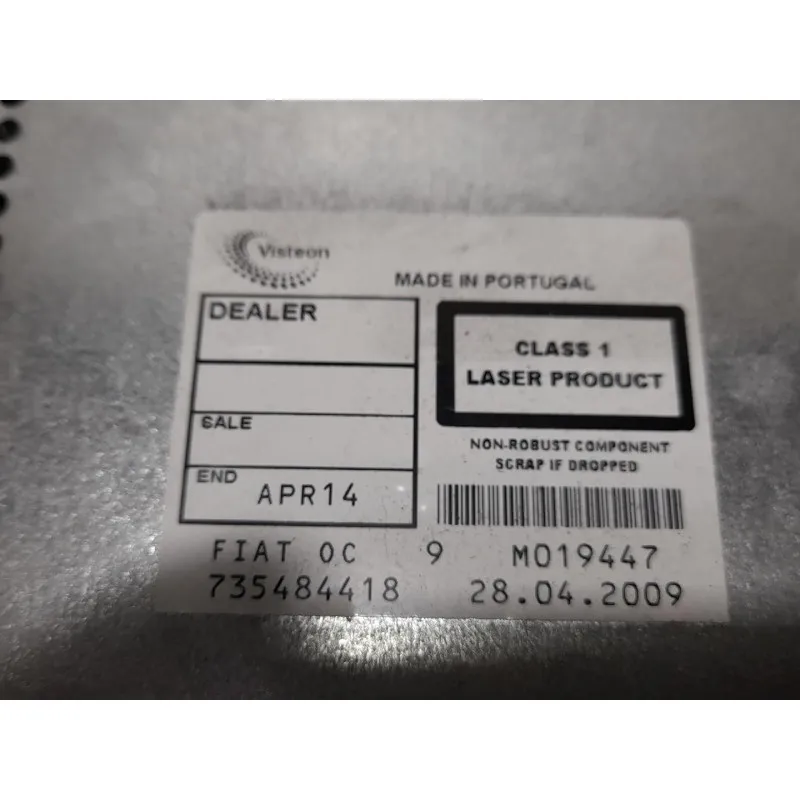 Visteon
MADE IN PORTUGAL
DEALER
CLASS 1
LASER PRODUCT
SALE
NON-ROBUST COMPONENT
SCRAP IF DROPPED
END
APR14
FIAT OC 9 M019447
735484418 28.04.2009